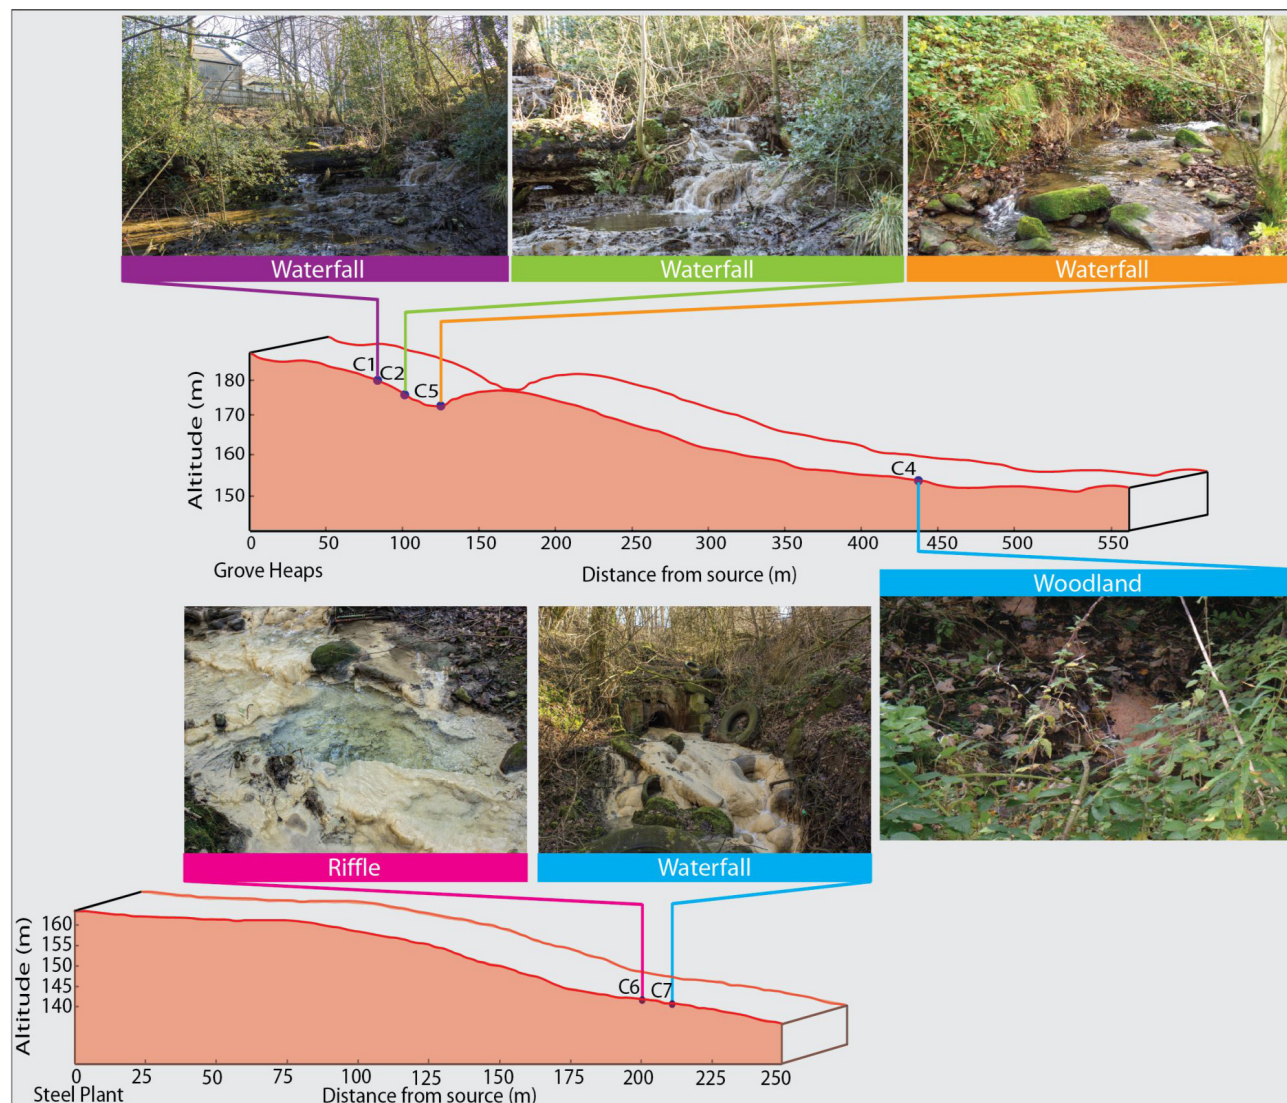 Waterfall
Waterfall
Waterfall
C1
C2
C5
C4
Altitude (m)
180
170
160
150
0 50 100 150 200 250 300 350 400 450 500 550
Grove Heaps
Distance from source (m)
Woodland
Riffle
Waterfall
C6
C7
Altitude (m)
160
155
150
145
140
0 25 50 75 100 125 150 175 200 225 250
Steel Plant
Distance from source (m)